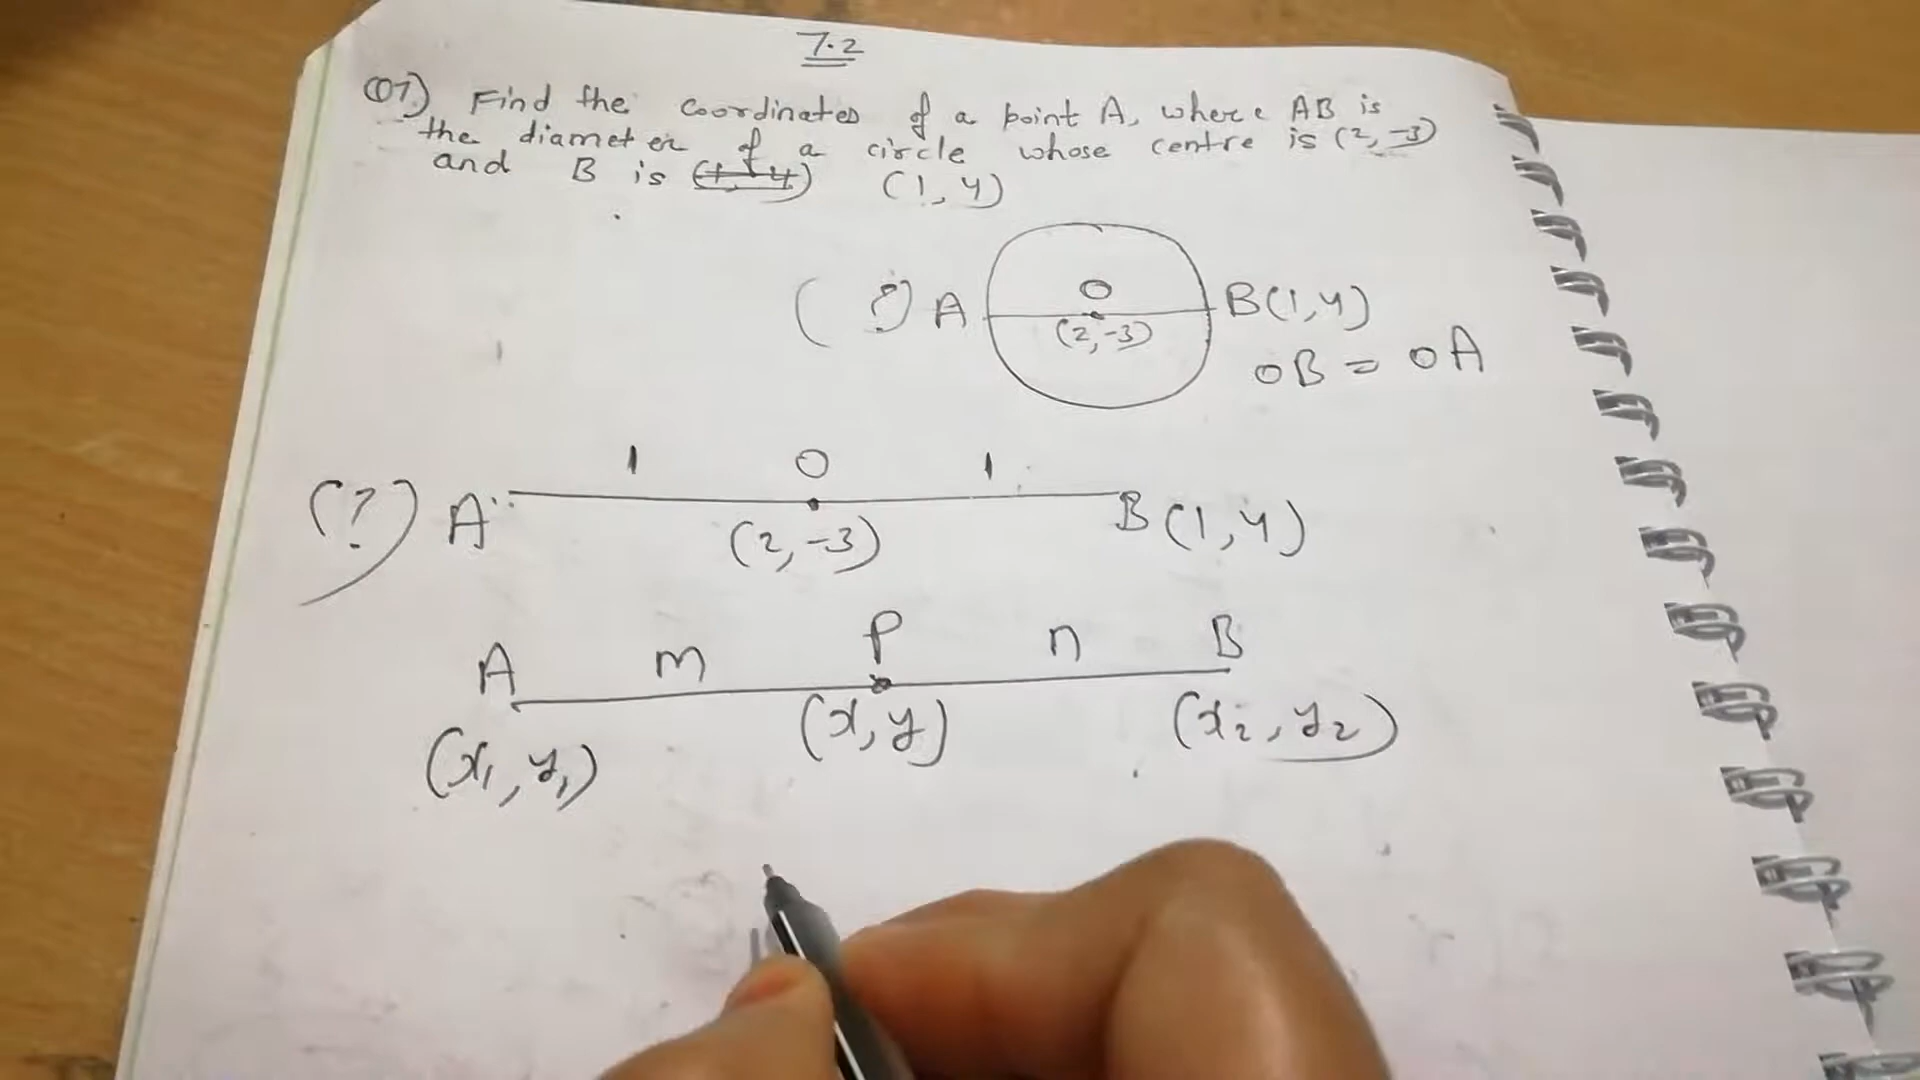 7.2
Q7) Find the coordinates of a point A, where AB is
the diameter of a circle whose centre is (2, -3)
and B is (1, 4) (1, 4)
O
(?) A B(1, 4)
(2, -3)
OB = OA
1 O 1
(?) A B (1, 4)
(2, -3)
A m P n B
(x1, y1) (x, y) (x2, y2)